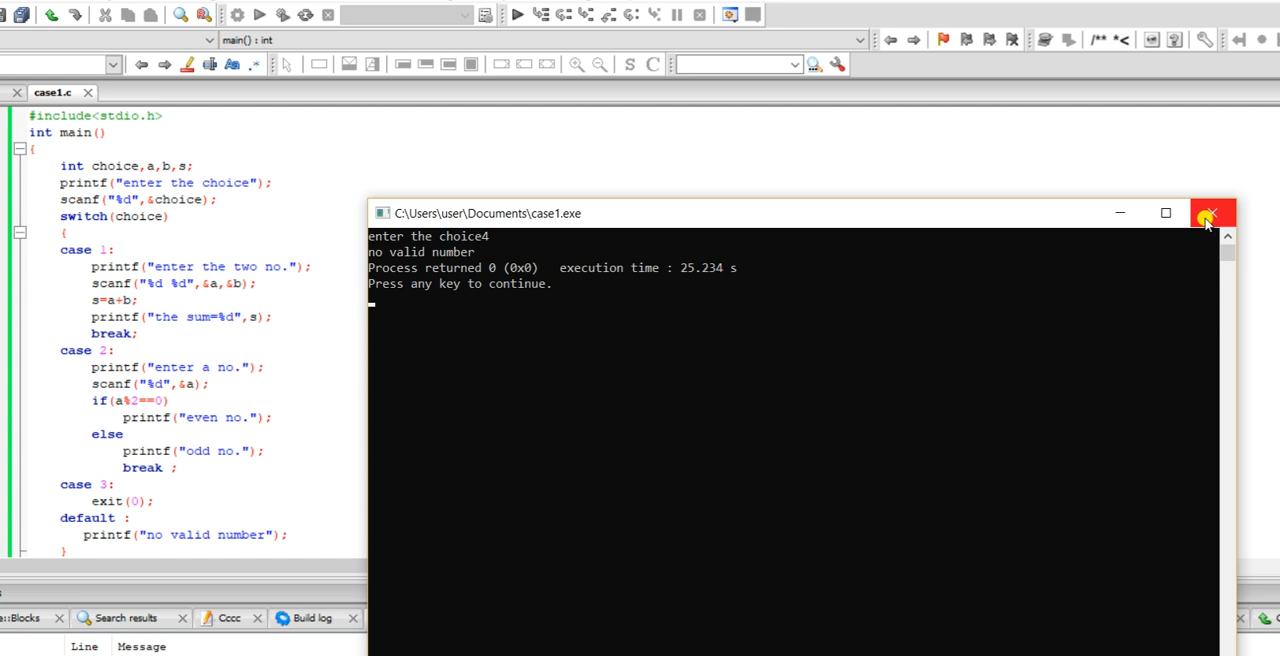 main() : int
case1.c
#include<stdio.h>
int main()
{
int choice,a,b,s;
printf("enter the choice");
scanf("%d",&choice);
switch(choice)
{
case 1:
printf("enter the two no.");
scanf("%d %d",&a,&b);
s=a+b;
printf("the sum=%d",s);
break;
case 2:
printf("enter a no.");
scanf("%d",&a);
if(a%2==0)
printf("even no.");
else
printf("odd no.");
break ;
case 3:
exit(0);
default :
printf("no valid number");
}
C:\Users\user\Documents\case1.exe
enter the choice4
no valid number
Process returned 0 (0x0)   execution time : 25.234 s
Press any key to continue.
::Blocks
Search results
Cccc
Build log
Line
Message